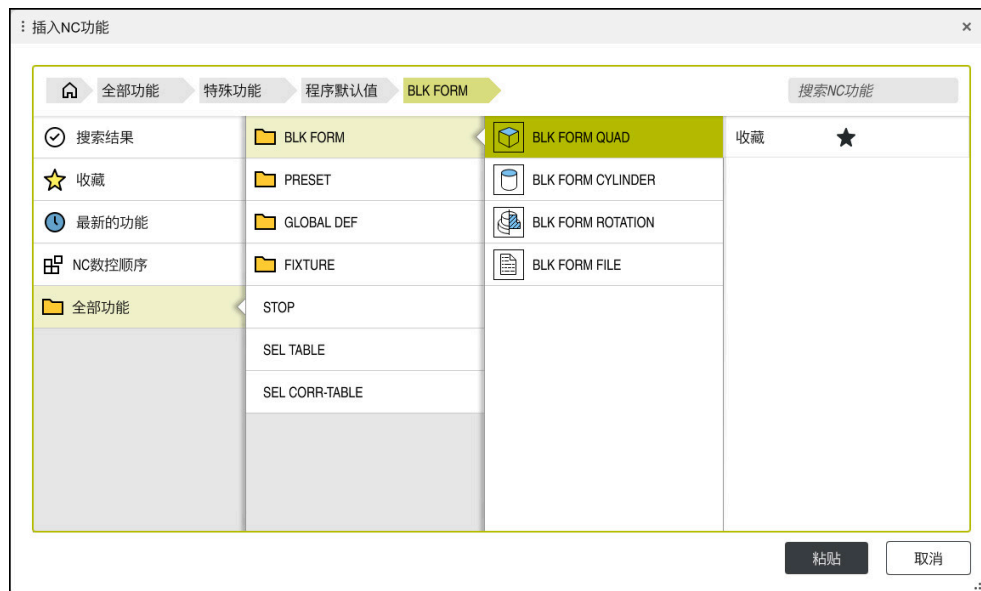 插入NC功能
全部功能 特殊功能 程序默认值 BLK FORM 搜索NC功能
搜索结果 BLK FORM BLK FORM QUAD 收藏
收藏 PRESET BLK FORM CYLINDER
最新的功能 GLOBAL DEF BLK FORM ROTATION
NC数控顺序 FIXTURE BLK FORM FILE
全部功能 STOP
SEL TABLE
SEL CORR-TABLE
粘贴 取消